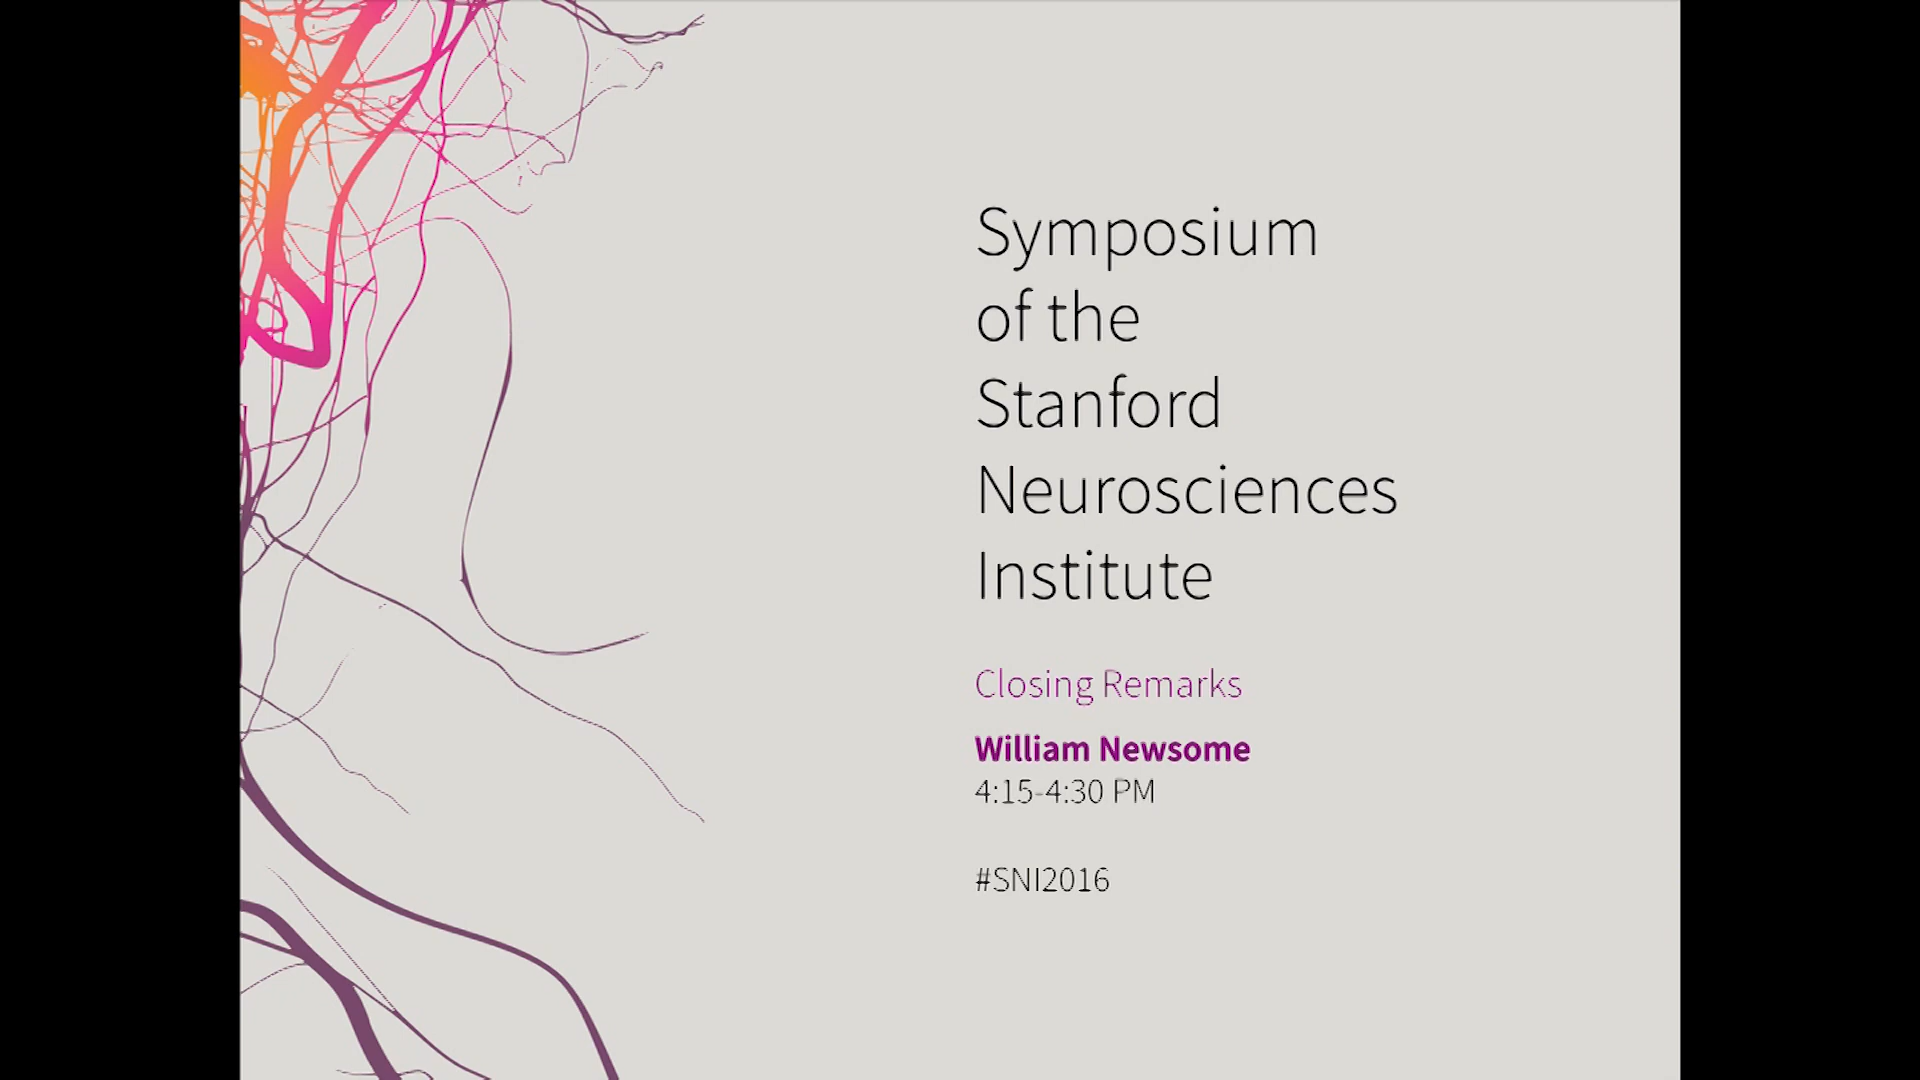 Symposium
of the
Stanford
Neurosciences
Institute
Closing Remarks
William Newsome
4:15-4:30 PM
#SNI2016